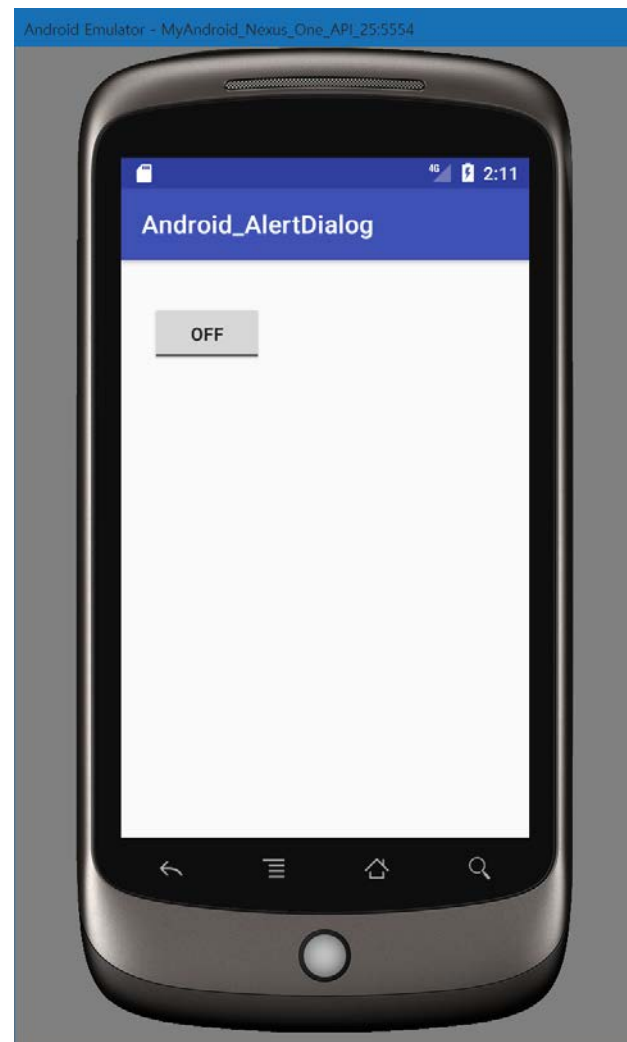 Android Emulator - MyAndroid_Nexus_One_API_25:5554
4G 2:11
Android_AlertDialog
OFF